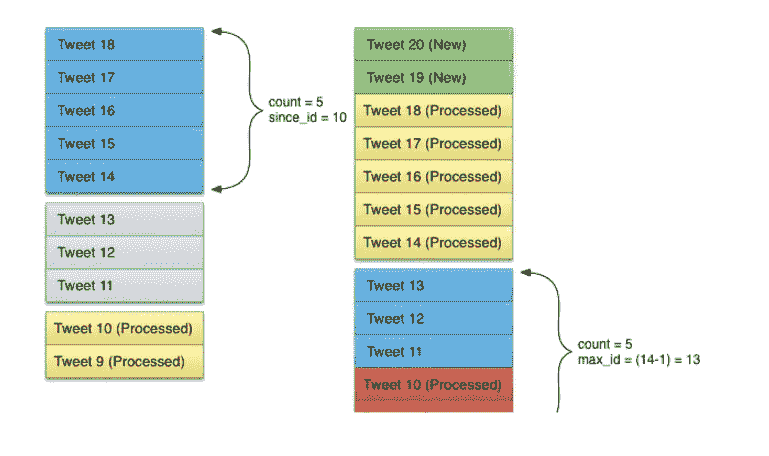 Tweet 18
Tweet 17
Tweet 16
Tweet 15
Tweet 14
count = 5
since_id = 10
Tweet 13
Tweet 12
Tweet 11
Tweet 10 (Processed)
Tweet 9 (Processed)
Tweet 20 (New)
Tweet 19 (New)
Tweet 18 (Processed)
Tweet 17 (Processed)
Tweet 16 (Processed)
Tweet 15 (Processed)
Tweet 14 (Processed)
Tweet 13
Tweet 12
Tweet 11
Tweet 10 (Processed)
count = 5
max_id = (14-1) = 13